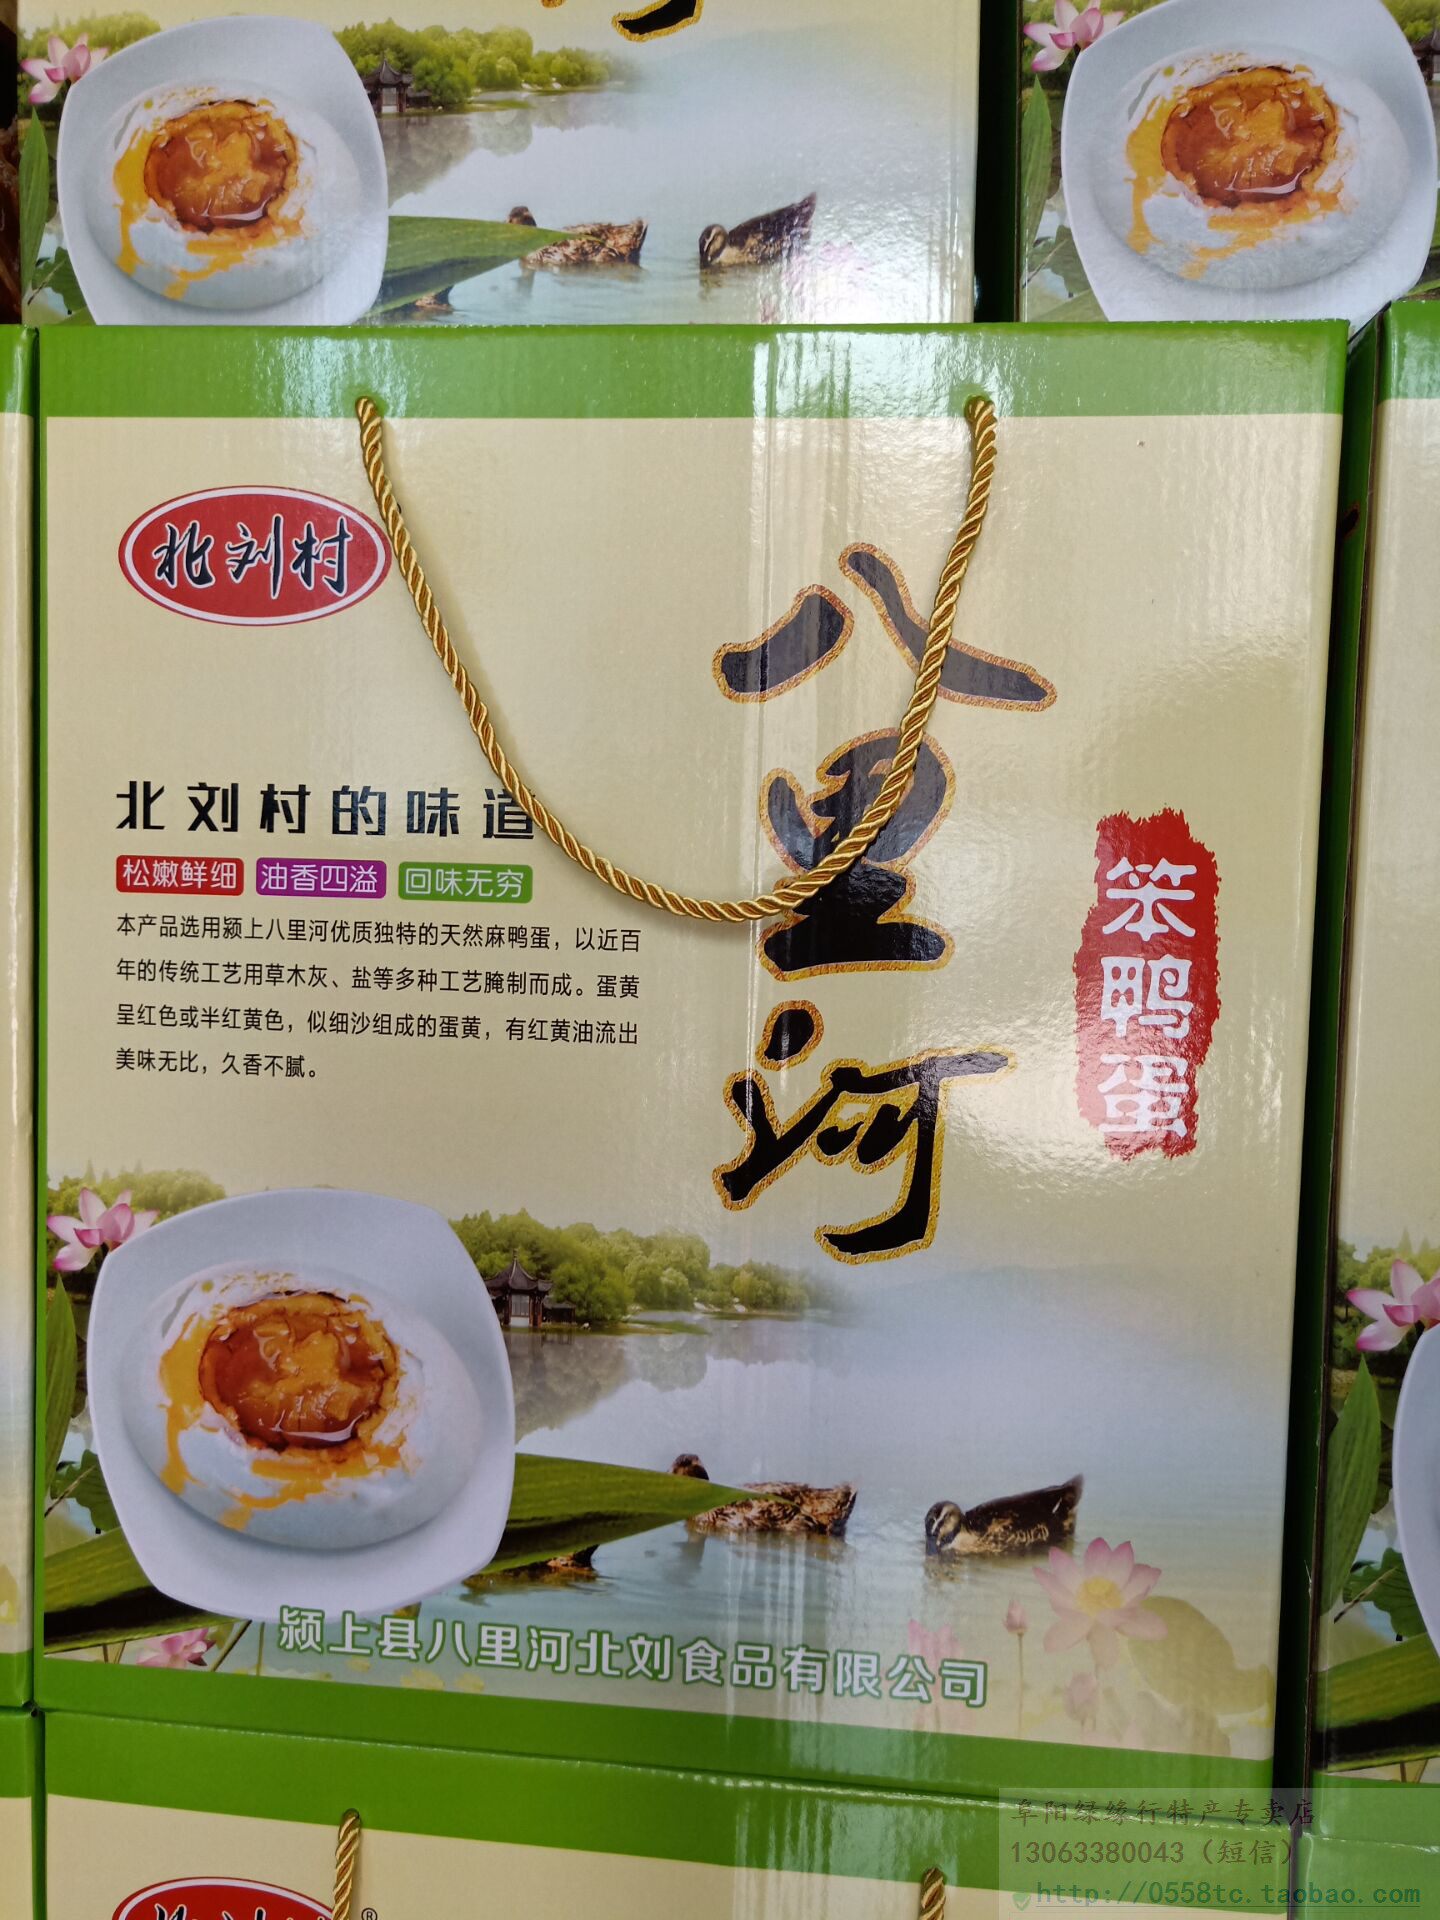 北刘村
八里河
笨鸭蛋
北刘村的味道
松嫩鲜细 油香四溢 回味无穷
本产品选用颍上八里河优质独特的天然麻鸭蛋，以近百
年的传统工艺用草木灰、盐等多种工艺腌制而成。蛋黄
呈红色或半红黄色，似细沙组成的蛋黄，有红黄油流出
美味无比，久香不腻。
颍上县八里河北刘食品有限公司
北刘村®
阜阳绿缘行特产专卖店
13063380043（短信）
http://0558tc.taobao.com